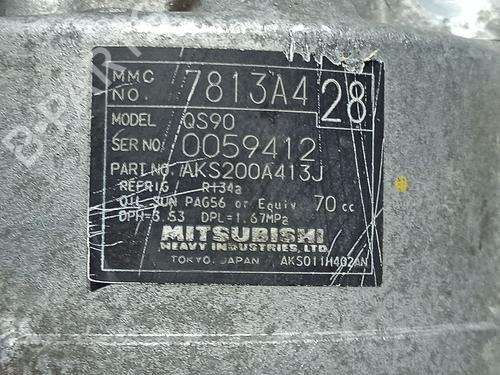 MMC NO. 7813A4 28
MODEL QS90
SER NO. 0059412
PART NO. AKS200A413J
REFRIG R134a
OIL SUN PAG56 or Equiv 70 cc
DPH=3.53 DPL=1.67MPa
MITSUBISHI
HEAVY INDUSTRIES, LTD
TOKYO, JAPAN AKS011H402AN
B-PARTS